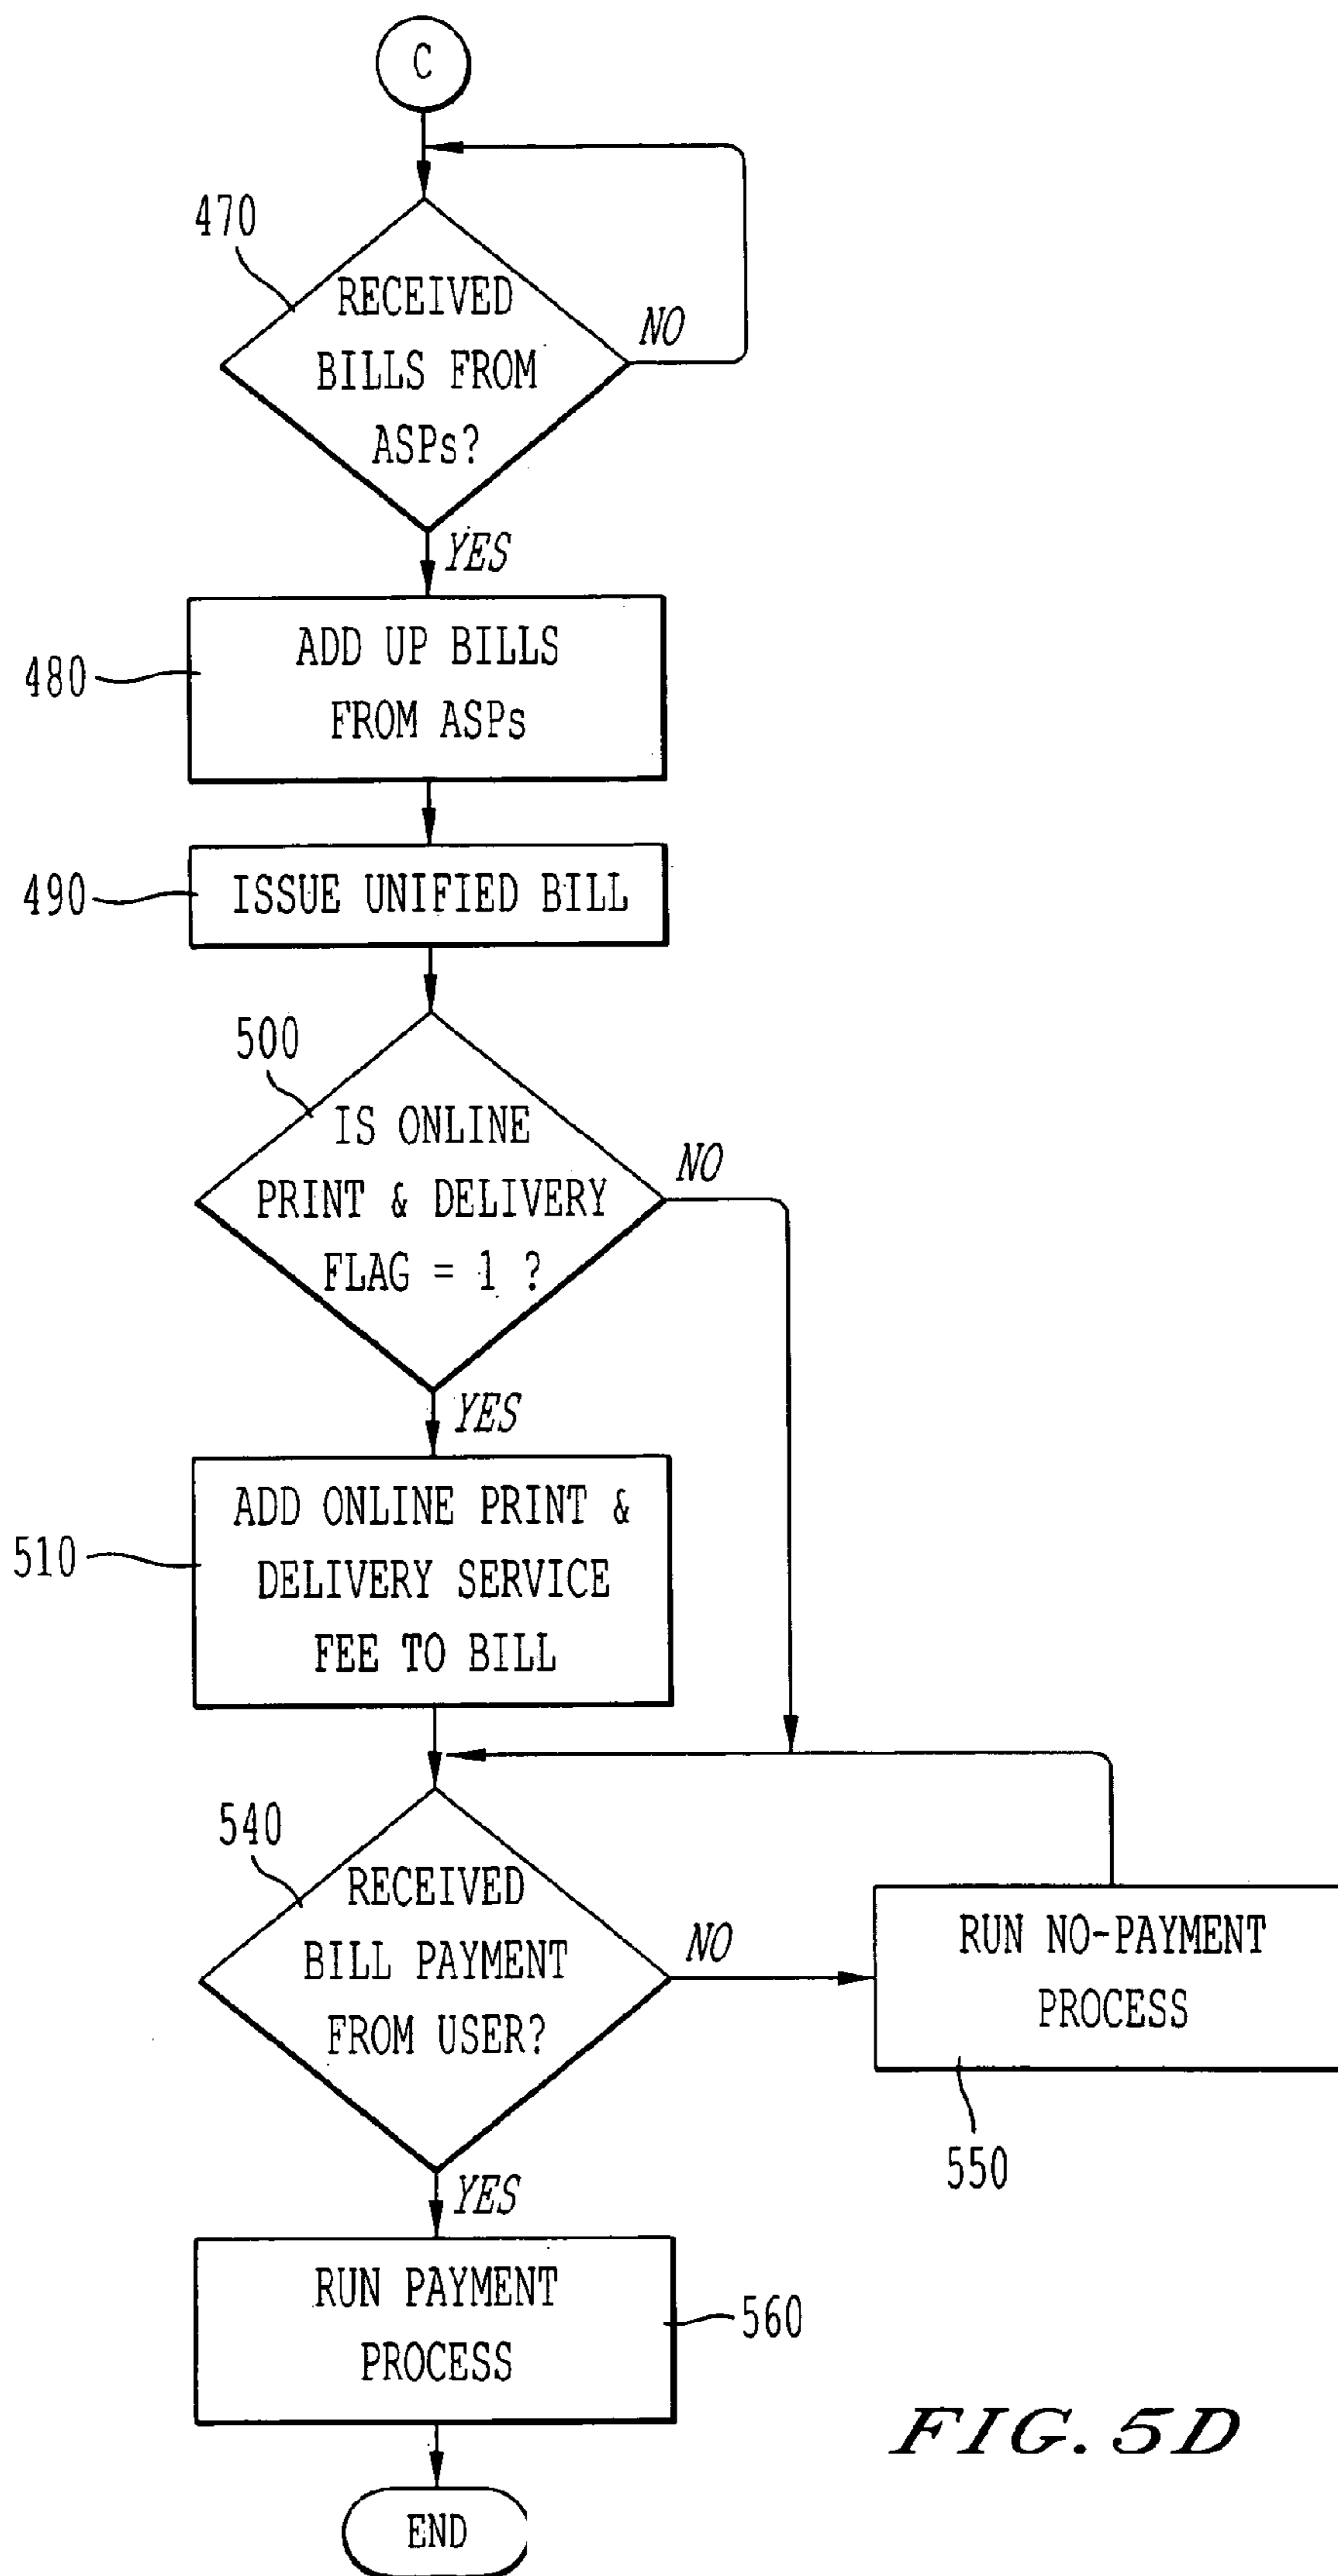 C
470
RECEIVED
BILLS FROM
ASPs?
NO
YES
480
ADD UP BILLS
FROM ASPs
490
ISSUE UNIFIED BILL
500
IS ONLINE
PRINT & DELIVERY
FLAG = 1 ?
NO
YES
510
ADD ONLINE PRINT &
DELIVERY SERVICE
FEE TO BILL
540
RECEIVED
BILL PAYMENT
FROM USER?
NO
RUN NO-PAYMENT
PROCESS
550
YES
RUN PAYMENT
PROCESS
560
END
FIG. 5D